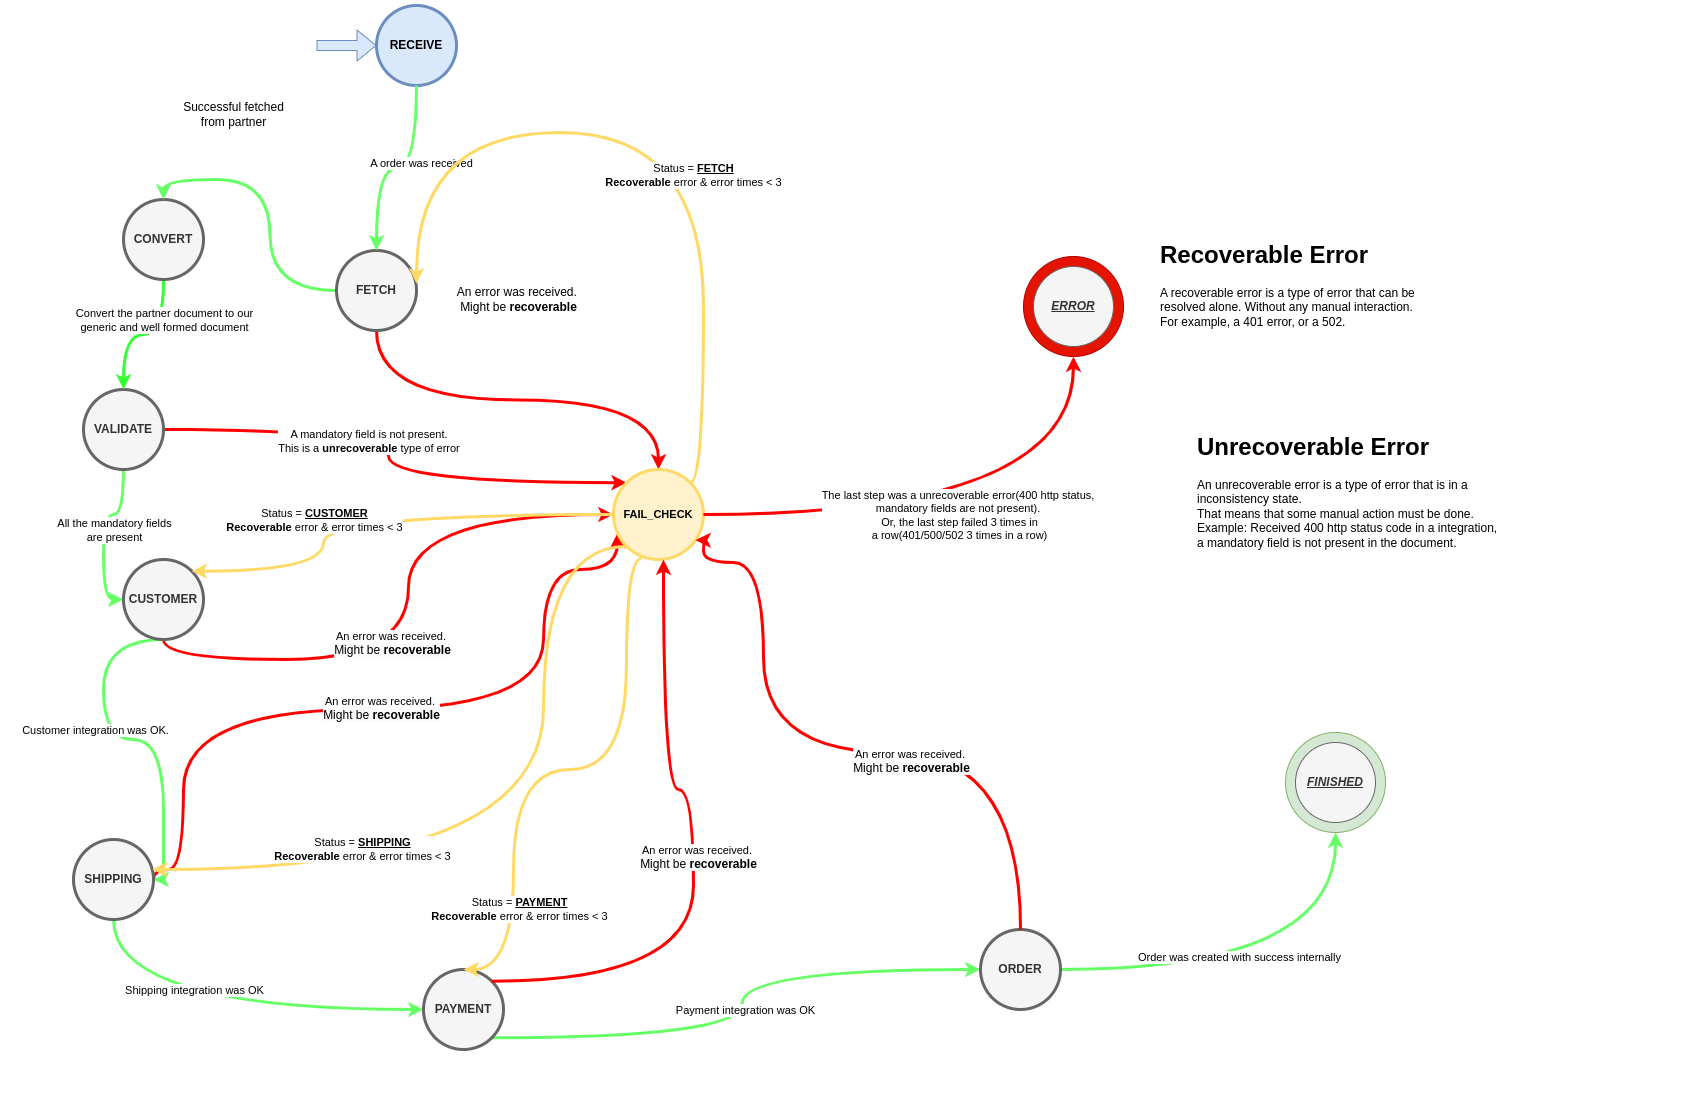 RECEIVE
Successful fetched
from partner
A order was received
Status = FETCH
Recoverable error & error times < 3
CONVERT
FETCH
An error was received.
Might be recoverable
ERROR
Recoverable Error
A recoverable error is a type of error that can be
resolved alone. Without any manual interaction.
For example, a 401 error, or a 502.
Convert the partner document to our
generic and well formed document
VALIDATE
A mandatory field is not present.
This is a unrecoverable type of error
Unrecoverable Error
An unrecoverable error is a type of error that is in a
inconsistency state.
That means that some manual action must be done.
Example: Received 400 http status code in a integration,
a mandatory field is not present in the document.
All the mandatory fields
are present
Status = CUSTOMER
Recoverable error & error times < 3
FAIL_CHECK
The last step was a unrecoverable error(400 http status,
mandatory fields are not present).
Or, the last step failed 3 times in
a row(401/500/502 3 times in a row)
CUSTOMER
An error was received.
Might be recoverable
An error was received.
Might be recoverable
Customer integration was OK.
An error was received.
Might be recoverable
FINISHED
Status = SHIPPING
Recoverable error & error times < 3
An error was received.
Might be recoverable
SHIPPING
Status = PAYMENT
Recoverable error & error times < 3
Order was created with success internally
ORDER
Shipping integration was OK
PAYMENT
Payment integration was OK